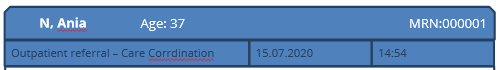 N, Ania Age: 37 MRN:000001
Outpatient referral – Care Corrdination 15.07.2020 14:54